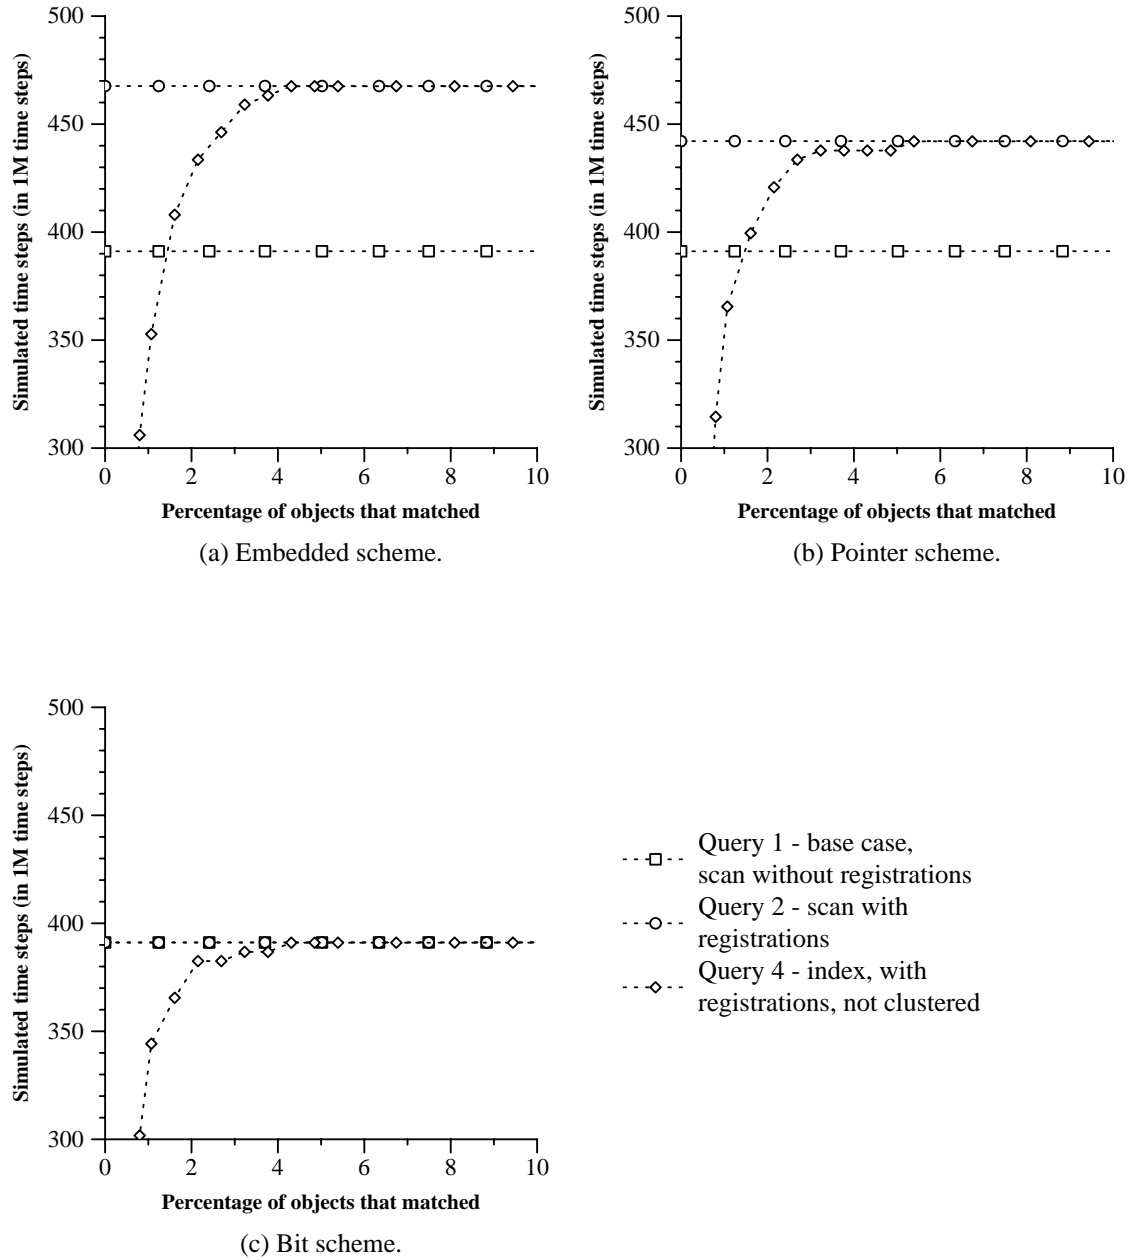 500
450
400
350
300
Simulated time steps (in 1M time steps)
0 2 4 6 8 10
Percentage of objects that matched
(a) Embedded scheme.
500
450
400
350
300
Simulated time steps (in 1M time steps)
0 2 4 6 8 10
Percentage of objects that matched
(b) Pointer scheme.
500
450
400
350
300
Simulated time steps (in 1M time steps)
0 2 4 6 8 10
Percentage of objects that matched
(c) Bit scheme.
Query 1 - base case,
scan without registrations
Query 2 - scan with
registrations
Query 4 - index, with
registrations, not clustered